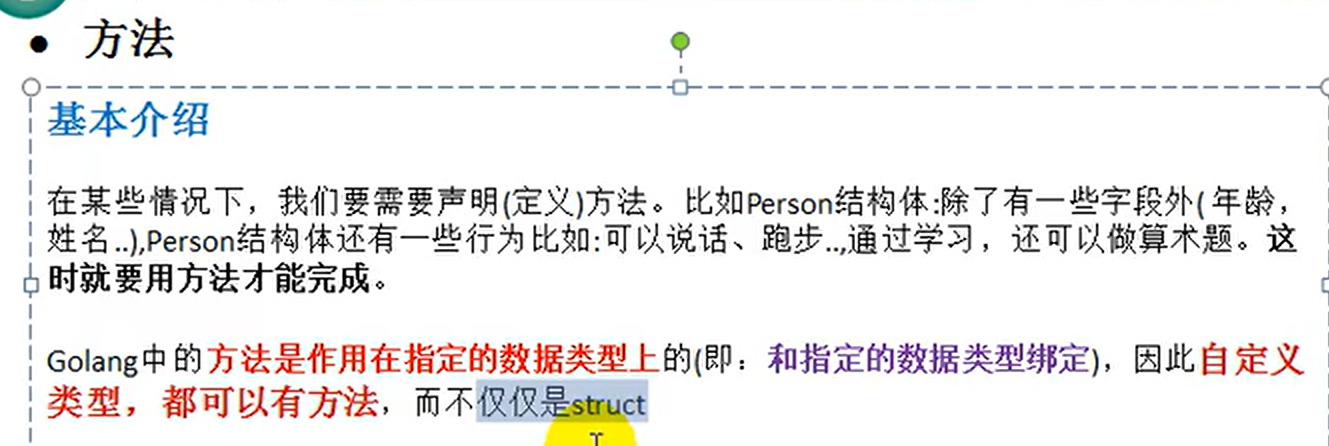 • 方法
基本介绍
在某些情况下，我们要需要声明(定义)方法。比如Person结构体:除了有一些字段外( 年龄，
姓名..),Person结构体还有一些行为比如:可以说话、跑步..,通过学习，还可以做算术题。这
时就要用方法才能完成。
Golang中的方法是作用在指定的数据类型上的(即：和指定的数据类型绑定)，因此自定义
类型，都可以有方法，而不仅仅是struct